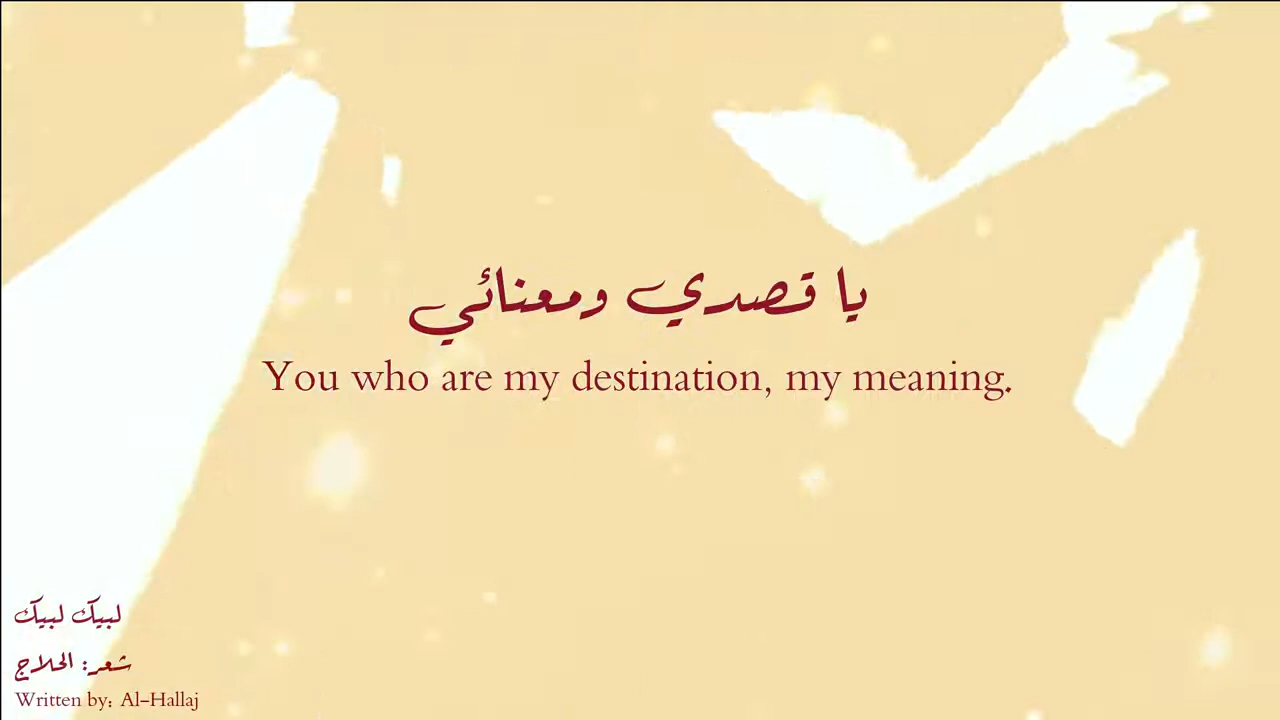 يا قصدي ومعنائي
You who are my destination, my meaning.
لبيك لبيك
شعر: الحلاج
Written by: Al-Hallaj